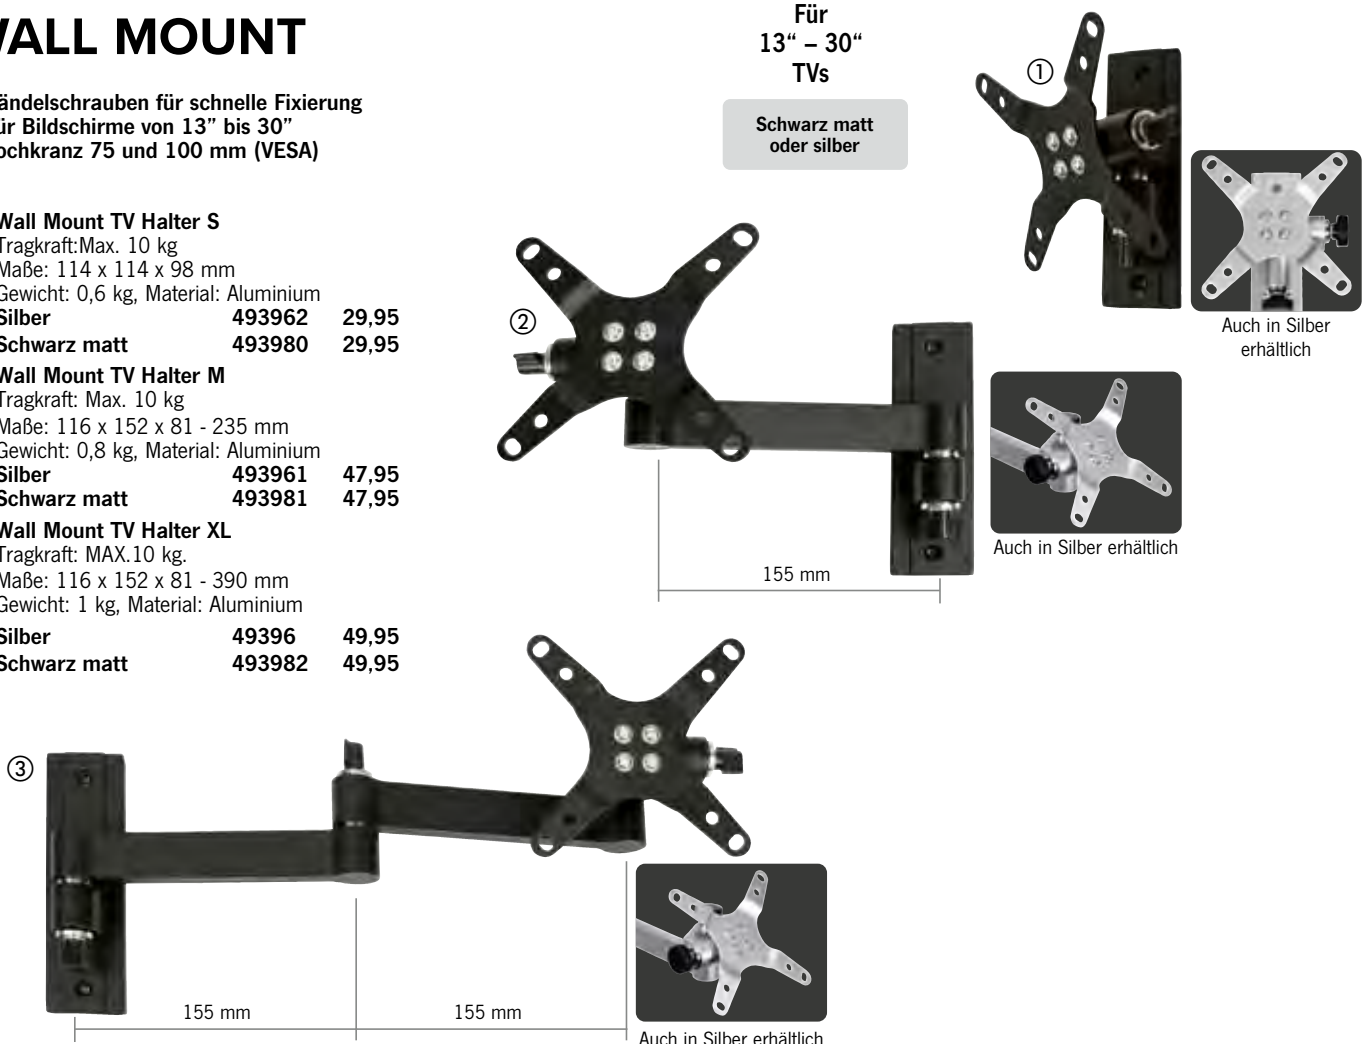 WALL MOUNT
ändelschrauben für schnelle Fixierung
ür Bildschirme von 13” bis 30”
ochkranz 75 und 100 mm (VESA)
Wall Mount TV Halter S
Tragkraft:Max. 10 kg
Maße: 114 x 114 x 98 mm
Gewicht: 0,6 kg, Material: Aluminium
Silber 493962 29,95
Schwarz matt 493980 29,95
Wall Mount TV Halter M
Tragkraft: Max. 10 kg
Maße: 116 x 152 x 81 - 235 mm
Gewicht: 0,8 kg, Material: Aluminium
Silber 493961 47,95
Schwarz matt 493981 47,95
Wall Mount TV Halter XL
Tragkraft: MAX.10 kg.
Maße: 116 x 152 x 81 - 390 mm
Gewicht: 1 kg, Material: Aluminium
Silber 49396 49,95
Schwarz matt 493982 49,95
Für
13“ – 30“
TVs
Schwarz matt
oder silber
①
Auch in Silber
erhältlich
②
155 mm
Auch in Silber erhältlich
③
155 mm 155 mm
Auch in Silber erhältlich